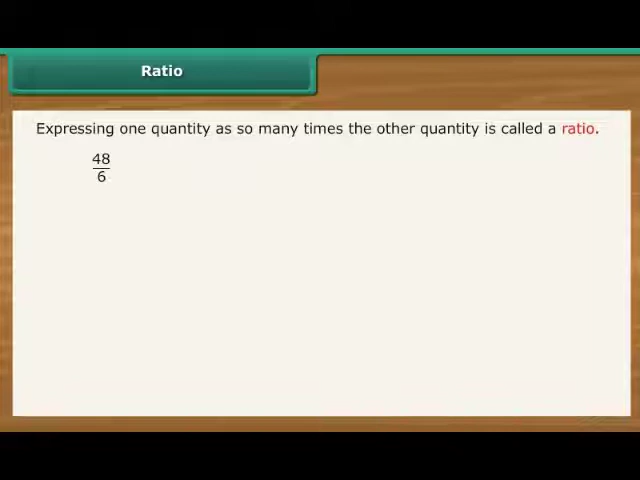 Ratio
Expressing one quantity as so many times the other quantity is called a ratio.
48
6